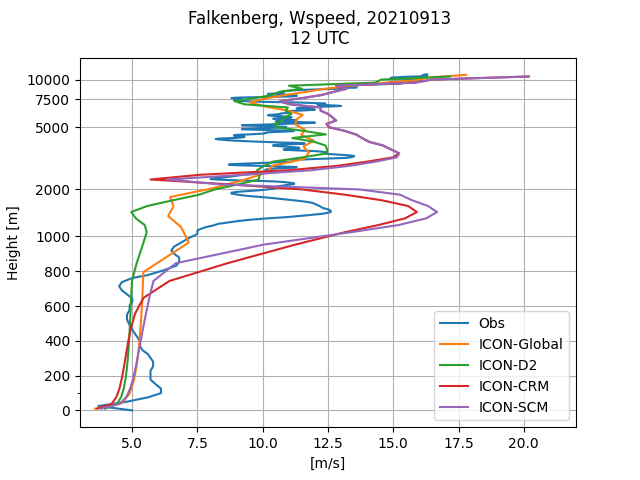 Falkenberg, Wspeed, 20210913
12 UTC
Height [m]
10000
7500
5000
2000
1000
800
600
400
200
0
Obs
ICON-Global
ICON-D2
ICON-CRM
ICON-SCM
5.0 7.5 10.0 12.5 15.0 17.5 20.0
[m/s]